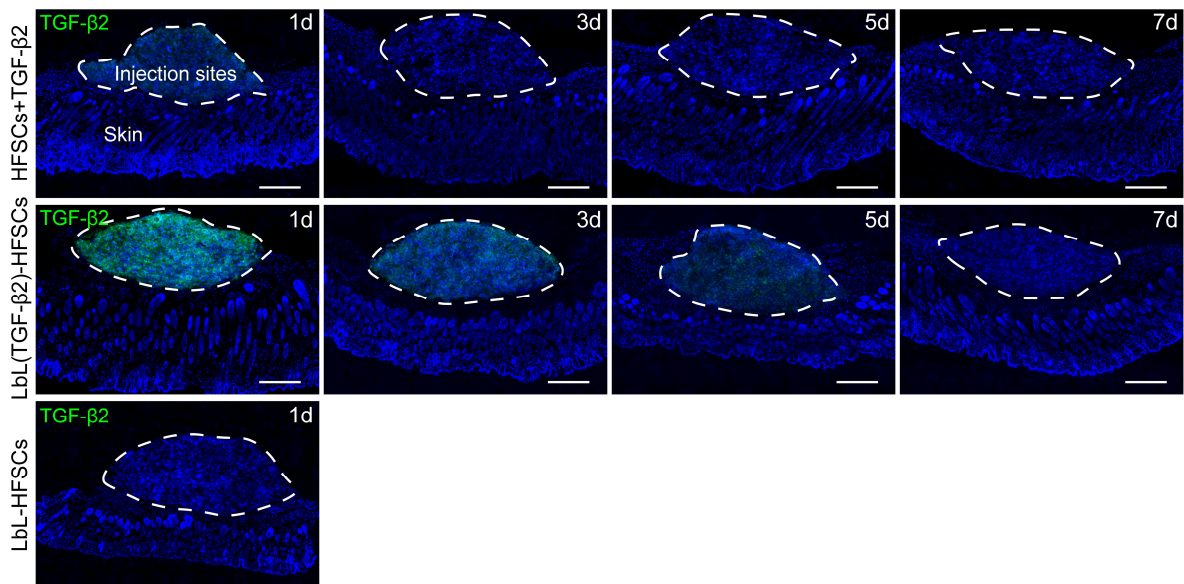 HFSCs+TGF-β2
TGF-β2
1d
Injection sites
Skin
3d
5d
7d
LbL(TGF-β2)-HFSCs
TGF-β2
1d
3d
5d
7d
LbL-HFSCs
TGF-β2
1d